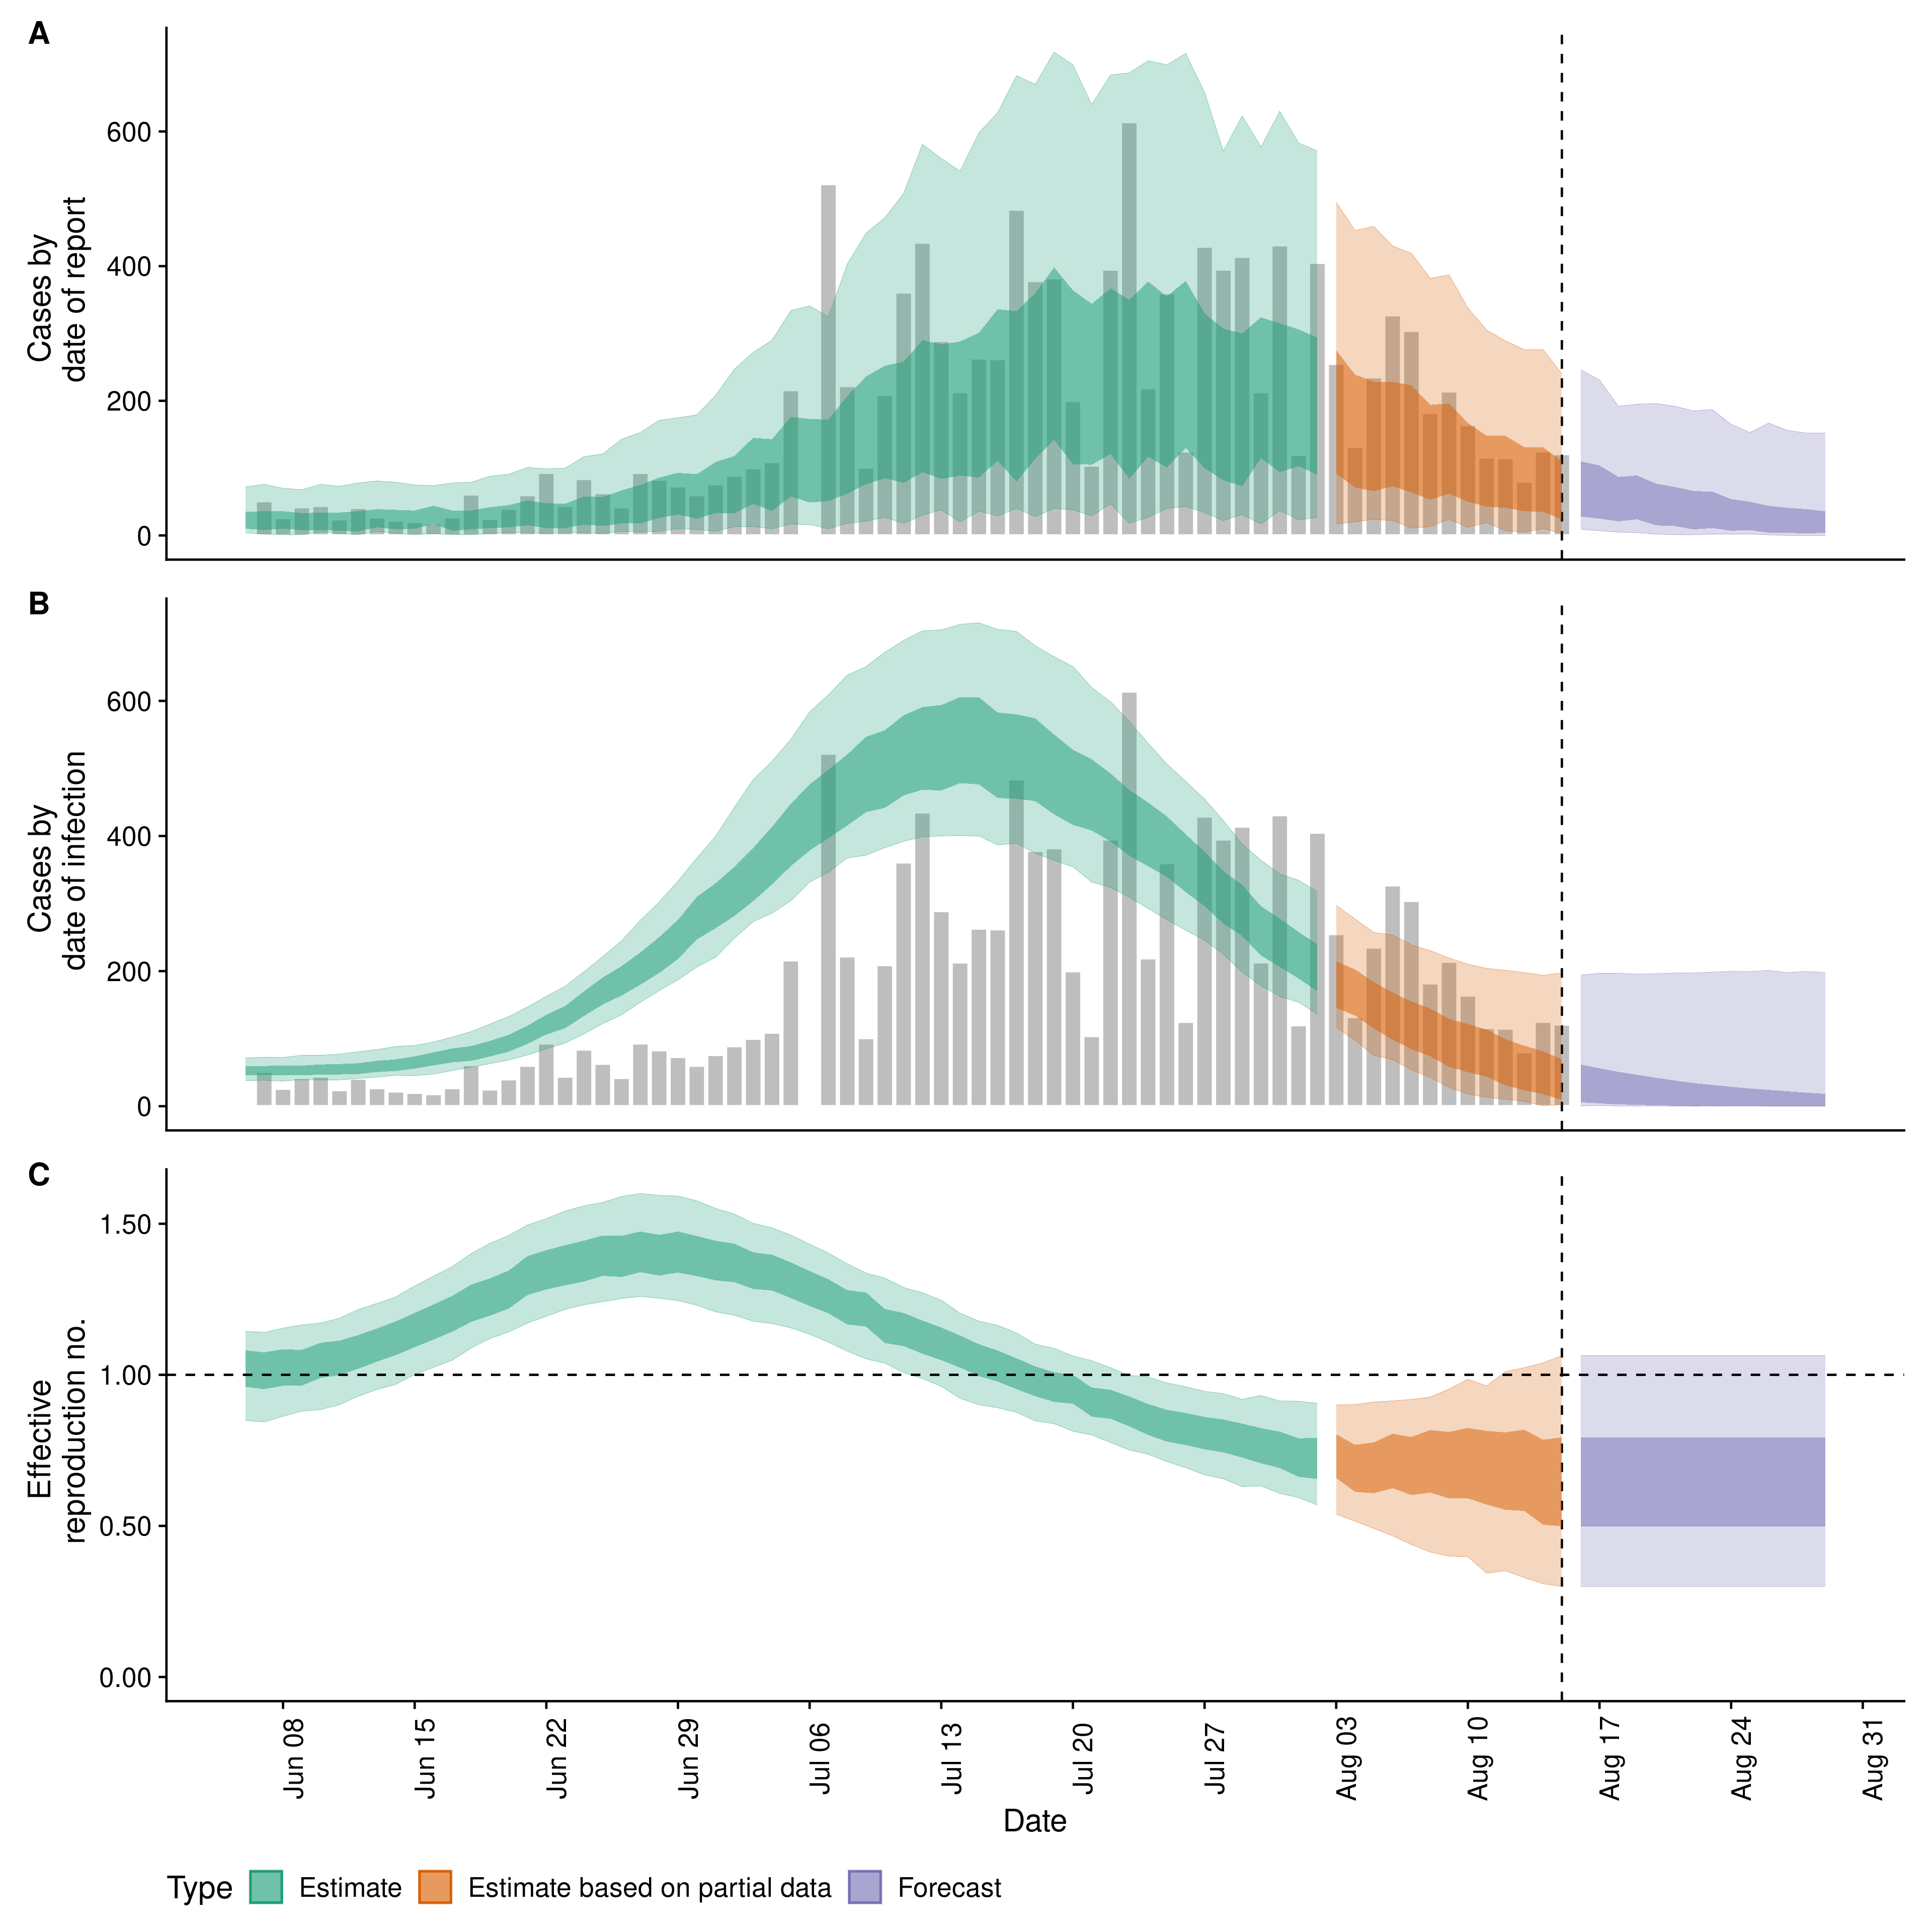 A
Cases by
date of report
600
400
200
0
B
Cases by
date of infection
600
400
200
0
C
Effective
reproduction no.
1.50
1.00
0.50
0.00
Jun 08
Jun 15
Jun 22
Jun 29
Jul 06
Jul 13
Jul 20
Jul 27
Aug 03
Aug 10
Aug 17
Aug 24
Aug 31
Date
Type Estimate Estimate based on partial data Forecast